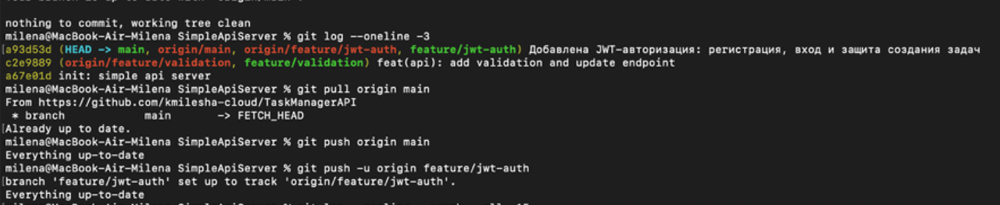 nothing to commit, working tree clean
milena@MacBook-Air-Milena SimpleApiServer % git log --oneline -3
[a93d53d (HEAD -> main, origin/main, origin/feature/jwt-auth, feature/jwt-auth) Добавлена JWT-авторизация: регистрация, вход и защита создания задач
c2e9889 (origin/feature/validation, feature/validation) feat(api): add validation and update endpoint
a67e01d init: simple api server
milena@MacBook-Air-Milena SimpleApiServer % git pull origin main
From https://github.com/kmilesha-cloud/TaskManagerAPI
* branch main -> FETCH_HEAD
[Already up to date.
milena@MacBook-Air-Milena SimpleApiServer % git push origin main
Everything up-to-date
milena@MacBook-Air-Milena SimpleApiServer % git push -u origin feature/jwt-auth
[branch 'feature/jwt-auth' set up to track 'origin/feature/jwt-auth'.
Everything up-to-date